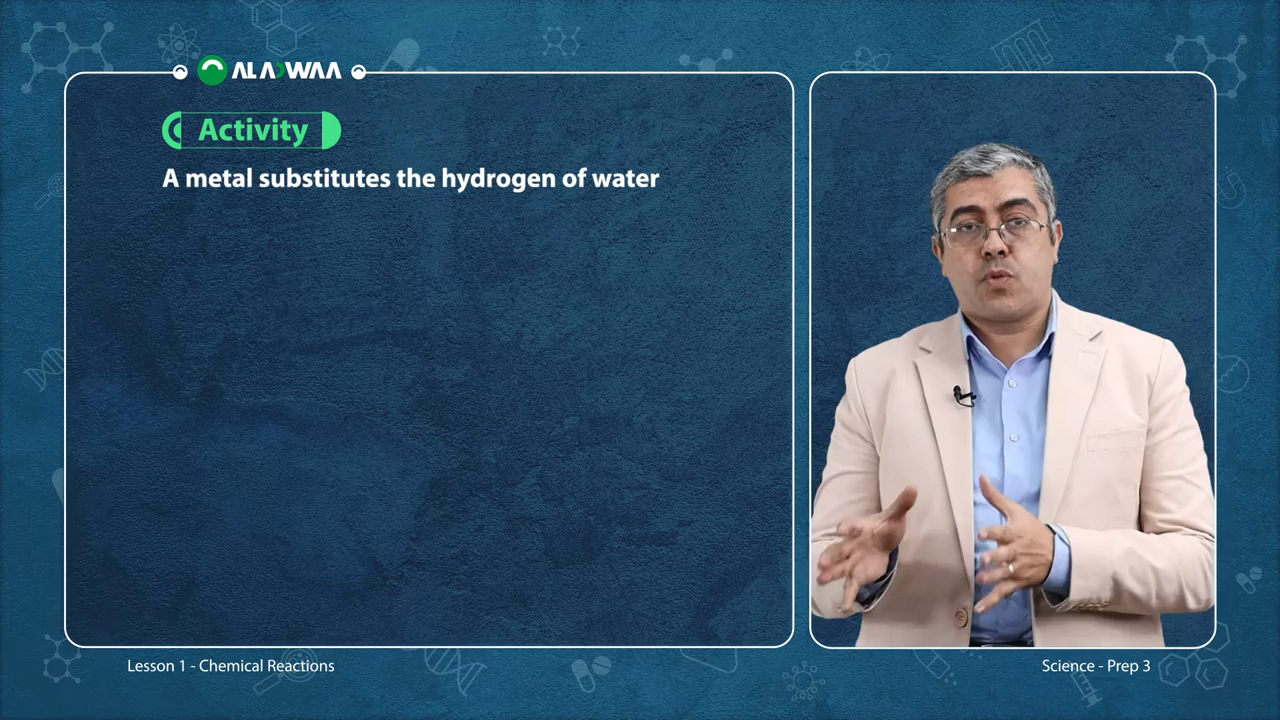 ALADWAA
Activity
A metal substitutes the hydrogen of water
Lesson 1 - Chemical Reactions
Science - Prep 3